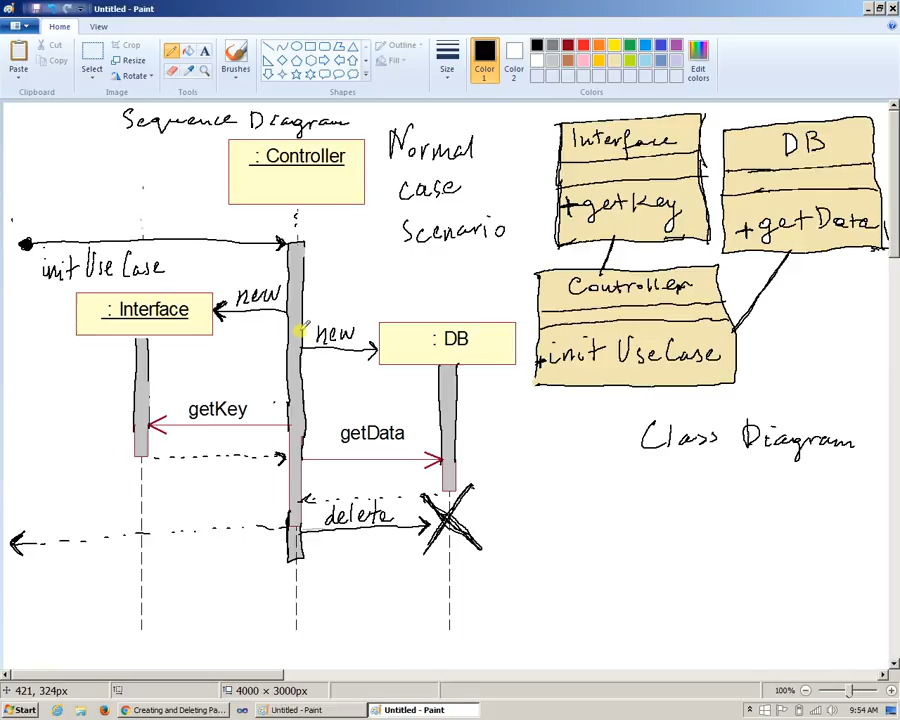 Untitled - Paint
Home View
Paste
Cut
Copy
Clipboard
Select
Crop
Resize
Rotate
Image
Tools
Brushes
Shapes
Outline
Fill
Size
Color 1
Color 2
Edit colors
Colors
Sequence Diagram
: Controller
Normal
case
scenario
initUseCase
: Interface
new
new
: DB
getKey
getData
delete
Interface
+getKey
DB
+getData
Controller
+init UseCase
Class Diagram
421, 324px
4000 × 3000px
100%
Start
Creating and Deleting Pa...
Untitled - Paint
Untitled - Paint
9:54 AM